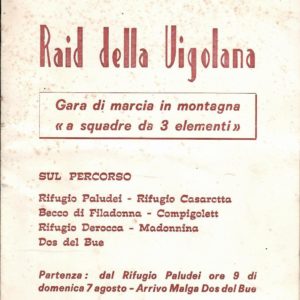 Raid della Vigolana
Gara di marcia in montagna
« a squadre da 3 elementi »
SUL PERCORSO
Rifugio Paludei - Rifugio Casarotta
Becco di Filadonna - Compigolett
Rifugio Derocca - Madonnina
Dos del Bue
Partenza: dal Rifugio Paludei ore 9 di
domenica 7 agosto - Arrivo Malga Dos del Bue